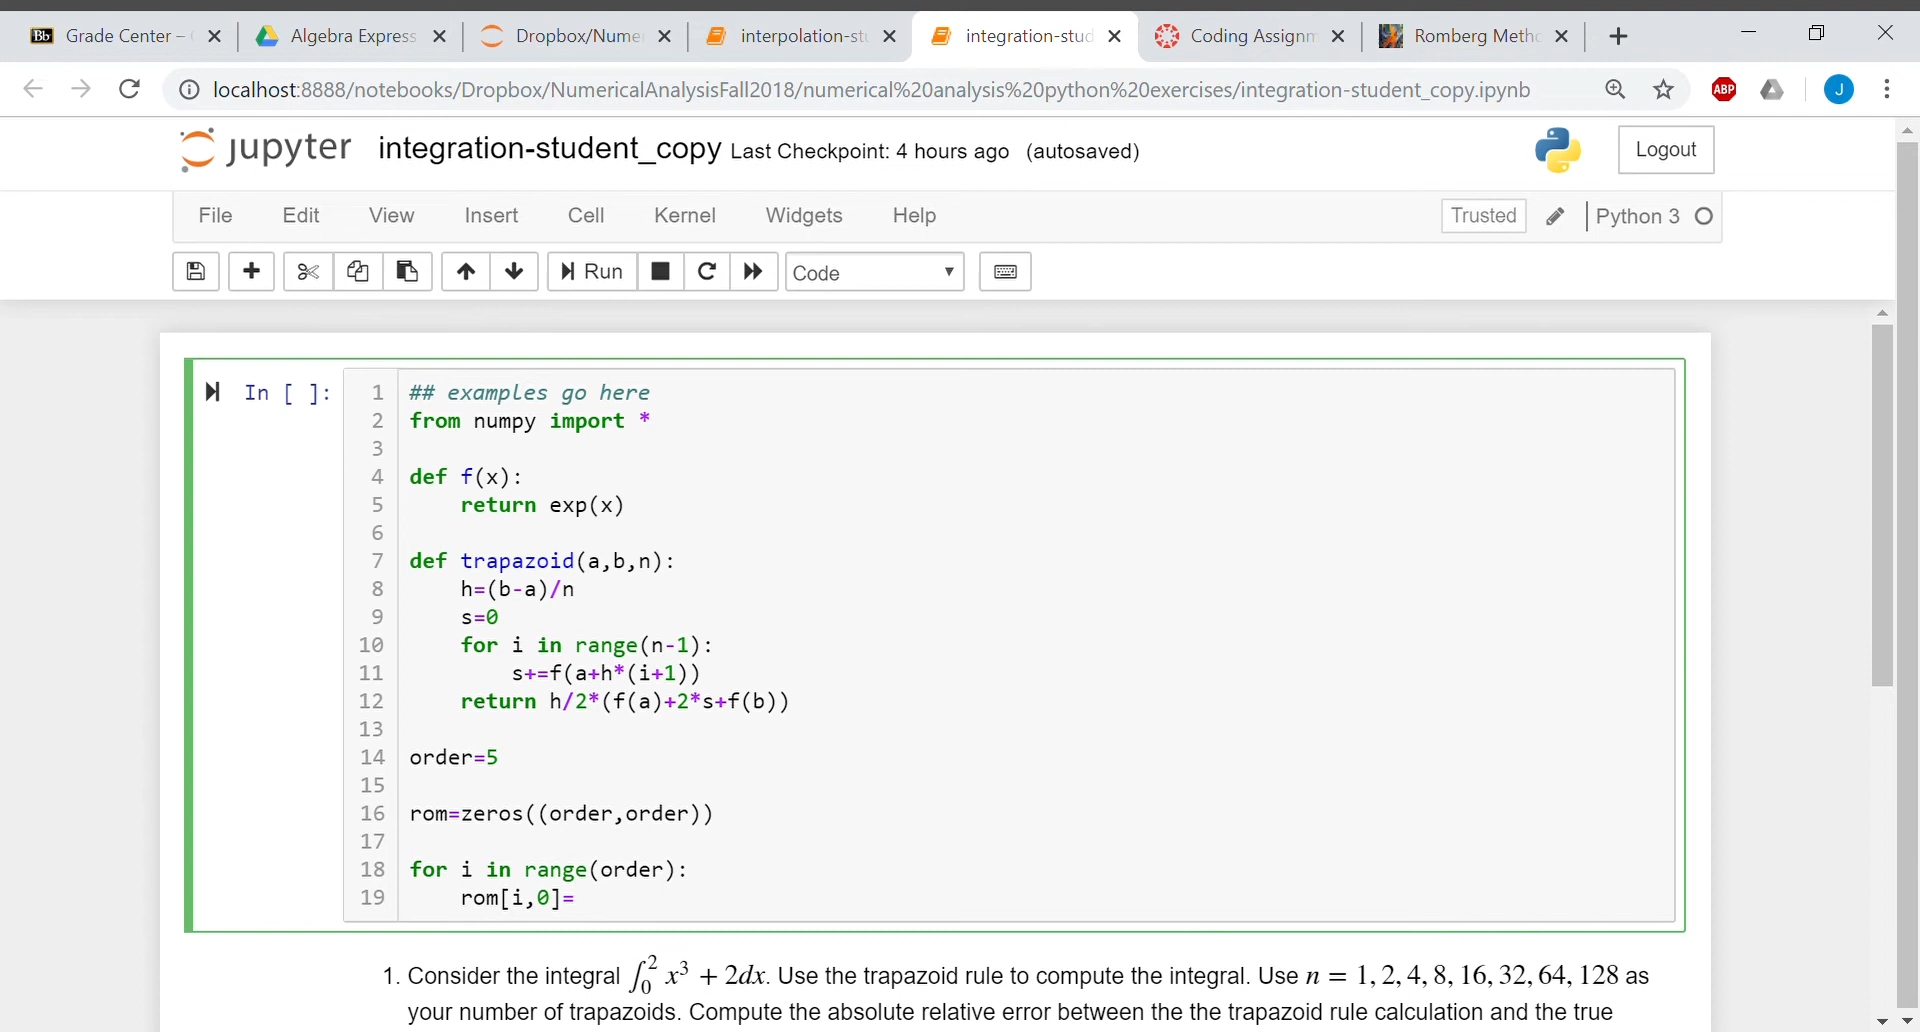 Bb Grade Center – Algebra Express Dropbox/Nume interpolation-stu integration-stud Coding Assignm Romberg Metho
localhost:8888/notebooks/Dropbox/NumericalAnalysisFall2018/numerical%20analysis%20python%20exercises/integration-student_copy.ipynb ABP J
jupyter integration-student_copy Last Checkpoint: 4 hours ago (autosaved) Logout
File Edit View Insert Cell Kernel Widgets Help Trusted Python 3
Run Code
In [ ]: 1 ## examples go here
2 from numpy import *
3
4 def f(x):
5     return exp(x)
6
7 def trapazoid(a,b,n):
8     h=(b-a)/n
9     s=0
10     for i in range(n-1):
11         s+=f(a+h*(i+1))
12     return h/2*(f(a)+2*s+f(b))
13
14 order=5
15
16 rom=zeros((order,order))
17
18 for i in range(order):
19     rom[i,0]=
1. Consider the integral ∫₀² x³ + 2dx. Use the trapazoid rule to compute the integral. Use n = 1, 2, 4, 8, 16, 32, 64, 128 as
your number of trapazoids. Compute the absolute relative error between the the trapazoid rule calculation and the true